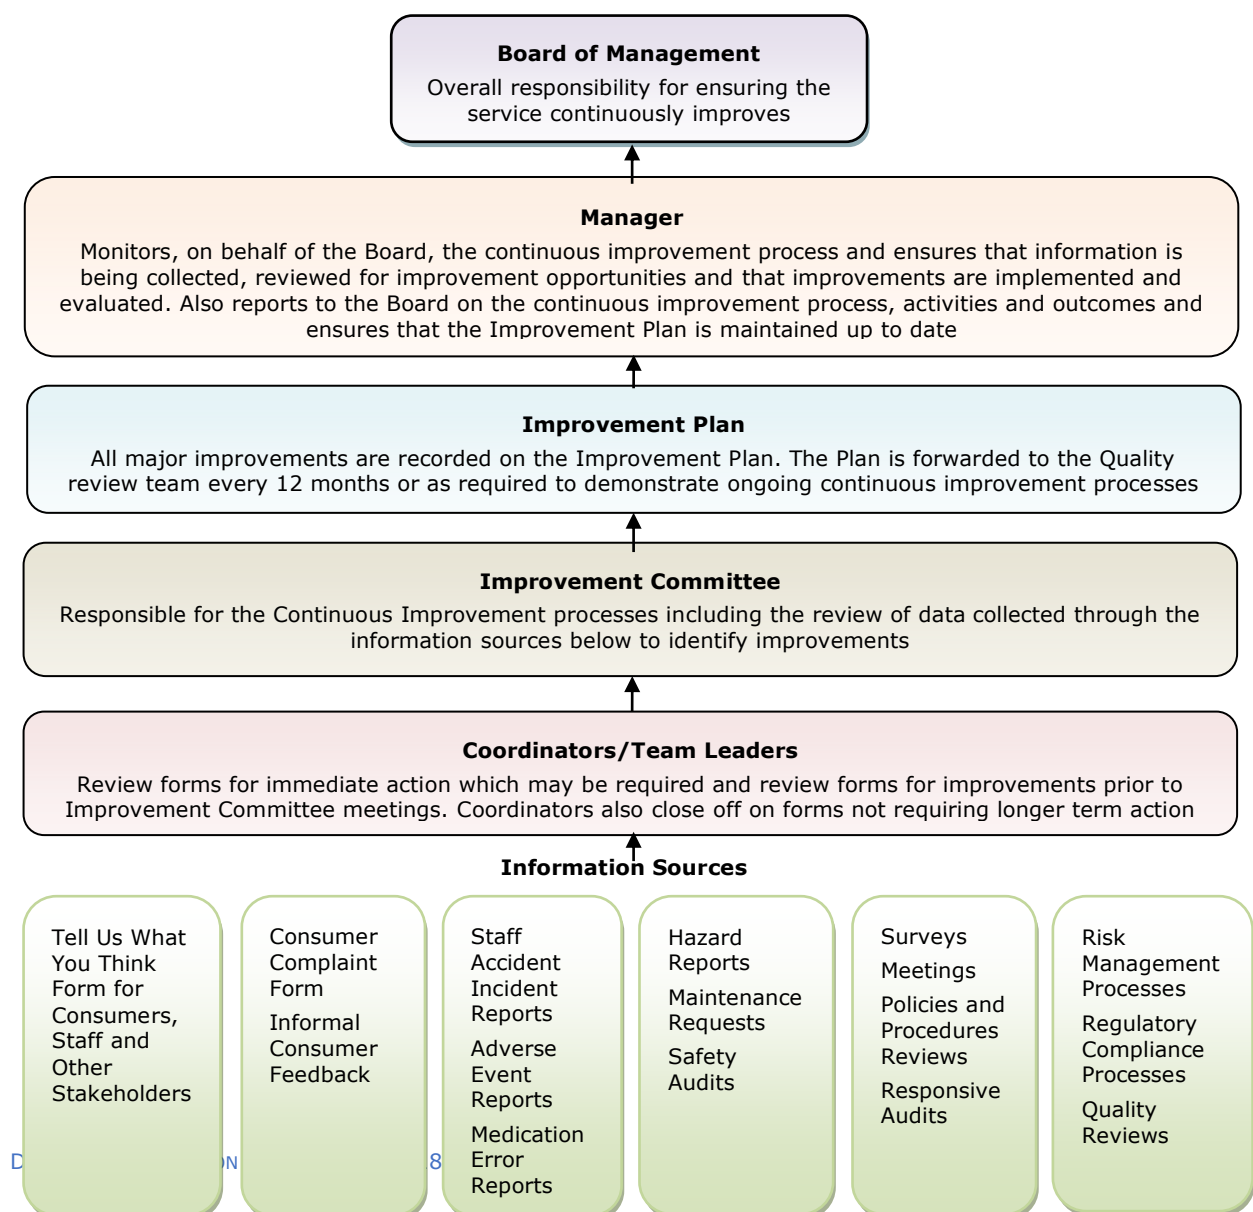 Board of Management
Overall responsibility for ensuring the
service continuously improves
Manager
Monitors, on behalf of the Board, the continuous improvement process and ensures that information is
being collected, reviewed for improvement opportunities and that improvements are implemented and
evaluated. Also reports to the Board on the continuous improvement process, activities and outcomes and
ensures that the Improvement Plan is maintained up to date
Improvement Plan
All major improvements are recorded on the Improvement Plan. The Plan is forwarded to the Quality
review team every 12 months or as required to demonstrate ongoing continuous improvement processes
Improvement Committee
Responsible for the Continuous Improvement processes including the review of data collected through the
information sources below to identify improvements
Coordinators/Team Leaders
Review forms for immediate action which may be required and review forms for improvements prior to
Improvement Committee meetings. Coordinators also close off on forms not requiring longer term action
Information Sources
Tell Us What
You Think
Form for
Consumers,
Staff and
Other
Stakeholders
Consumer
Complaint
Form
Informal
Consumer
Feedback
Staff
Accident
Incident
Reports
Adverse
Event
Reports
Medication
Error
Reports
Hazard
Reports
Maintenance
Requests
Safety
Audits
Surveys
Meetings
Policies and
Procedures
Reviews
Responsive
Audits
Risk
Management
Processes
Regulatory
Compliance
Processes
Quality
Reviews